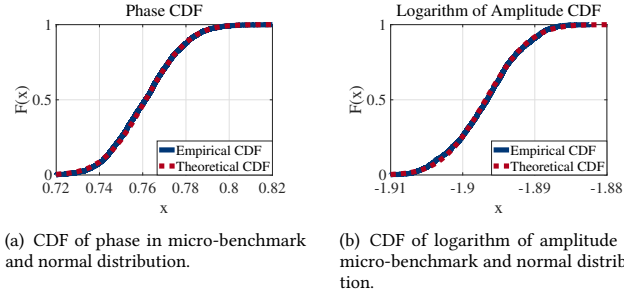 Phase CDF
1
F(x)
0.5
Empirical CDF
Theoretical CDF
0
0.72 0.74 0.76 0.78 0.8 0.82
x
(a) CDF of phase in micro-benchmark
and normal distribution.
Logarithm of Amplitude CDF
1
F(x)
0.5
Empirical CDF
Theoretical CDF
0
-1.91 -1.9 -1.89 -1.88
x
(b) CDF of logarithm of amplitude
micro-benchmark and normal distrib
tion.